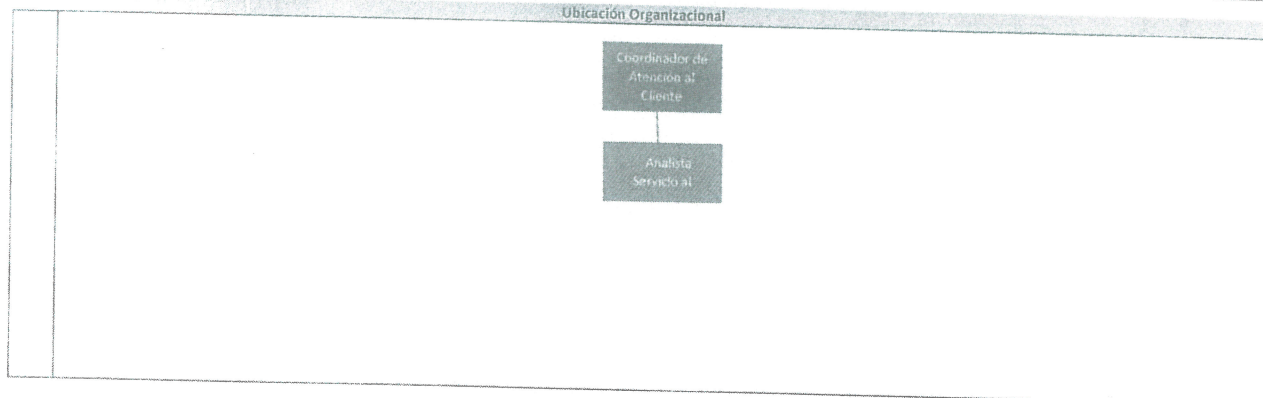 Ubicación Organizacional
Coordinador de
Atención al
Cliente
Analista
Servicio al